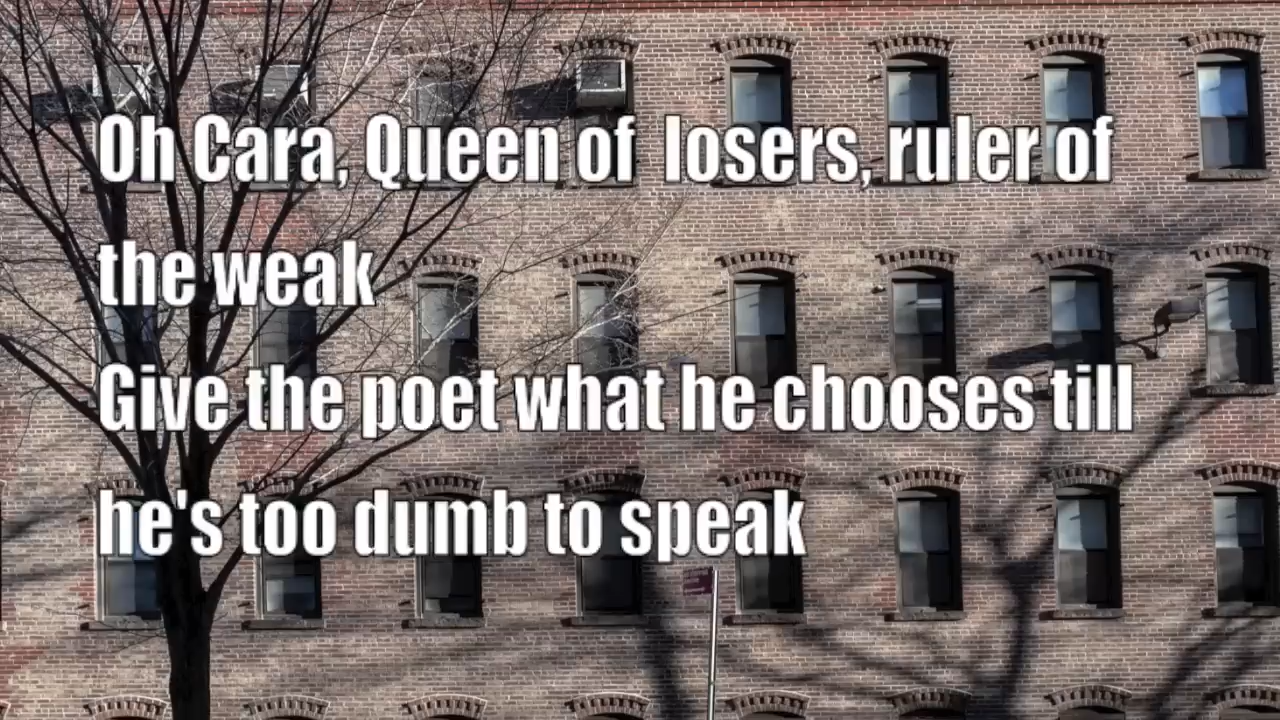 Oh Cara, Queen of  losers, ruler of
the weak
Give the poet what he chooses till
he's too dumb to speak